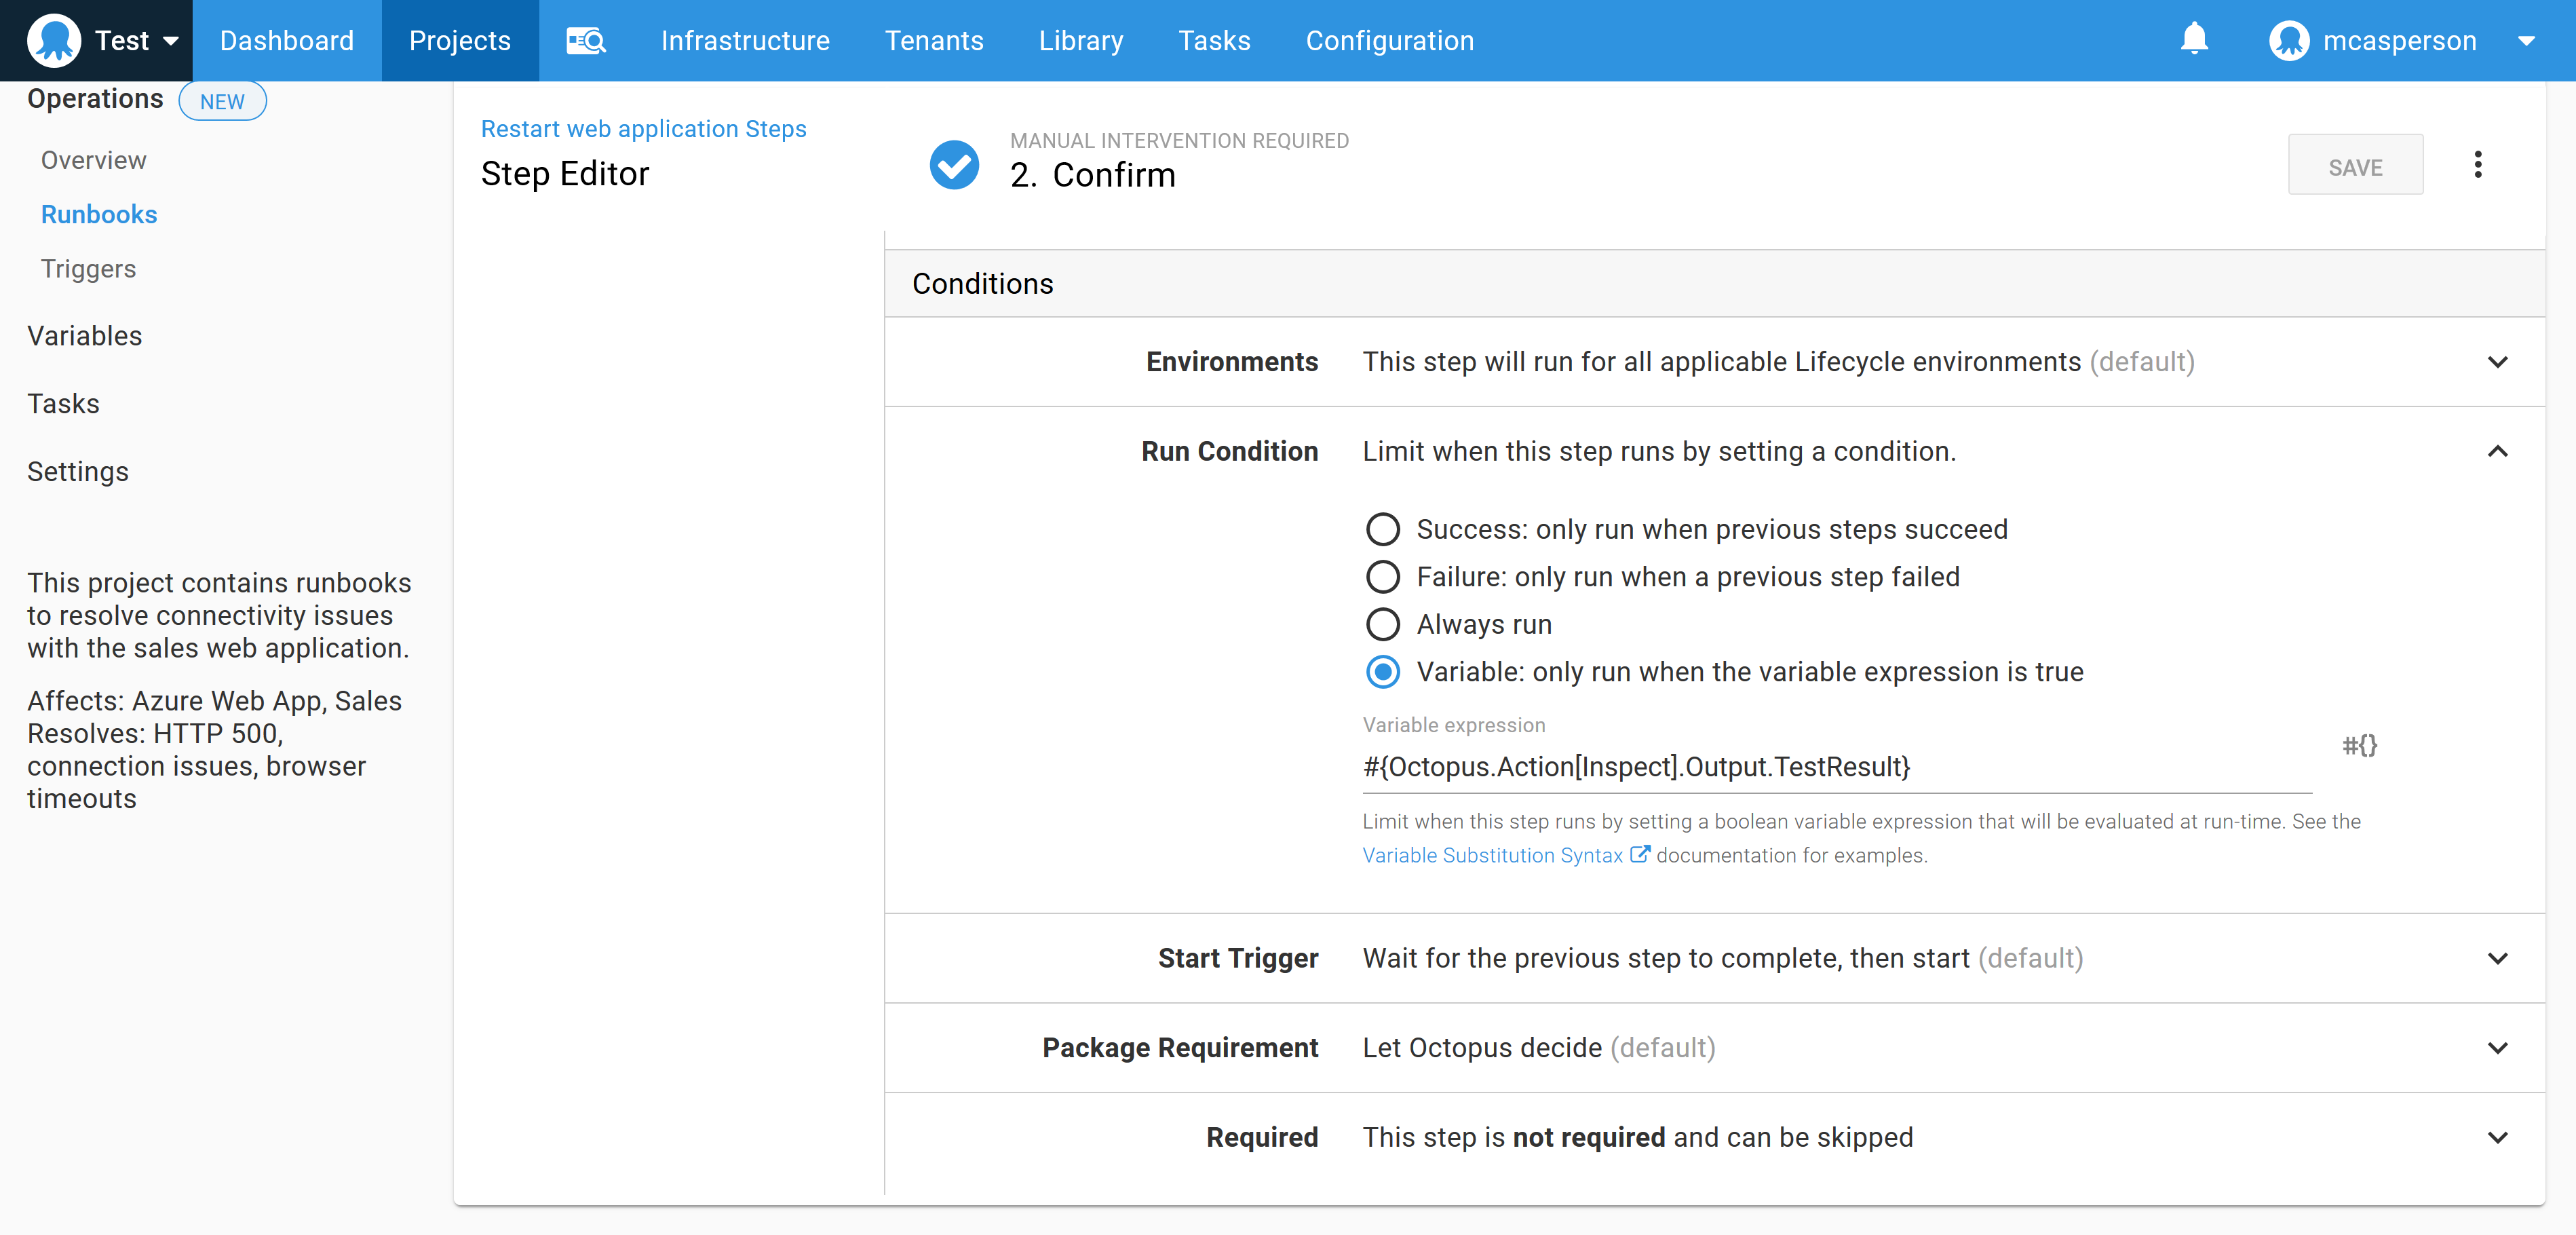 Test
Dashboard
Projects
Infrastructure
Tenants
Library
Tasks
Configuration
mcasperson
Operations NEW
Overview
Runbooks
Triggers
Variables
Tasks
Settings
This project contains runbooks
to resolve connectivity issues
with the sales web application.
Affects: Azure Web App, Sales
Resolves: HTTP 500,
connection issues, browser
timeouts
Restart web application Steps
Step Editor
MANUAL INTERVENTION REQUIRED
2. Confirm
SAVE
Conditions
Environments This step will run for all applicable Lifecycle environments (default)
Run Condition Limit when this step runs by setting a condition.
Success: only run when previous steps succeed
Failure: only run when a previous step failed
Always run
Variable: only run when the variable expression is true
Variable expression
#{Octopus.Action[Inspect].Output.TestResult}
#{}
Limit when this step runs by setting a boolean variable expression that will be evaluated at run-time. See the
Variable Substitution Syntax documentation for examples.
Start Trigger Wait for the previous step to complete, then start (default)
Package Requirement Let Octopus decide (default)
Required This step is not required and can be skipped